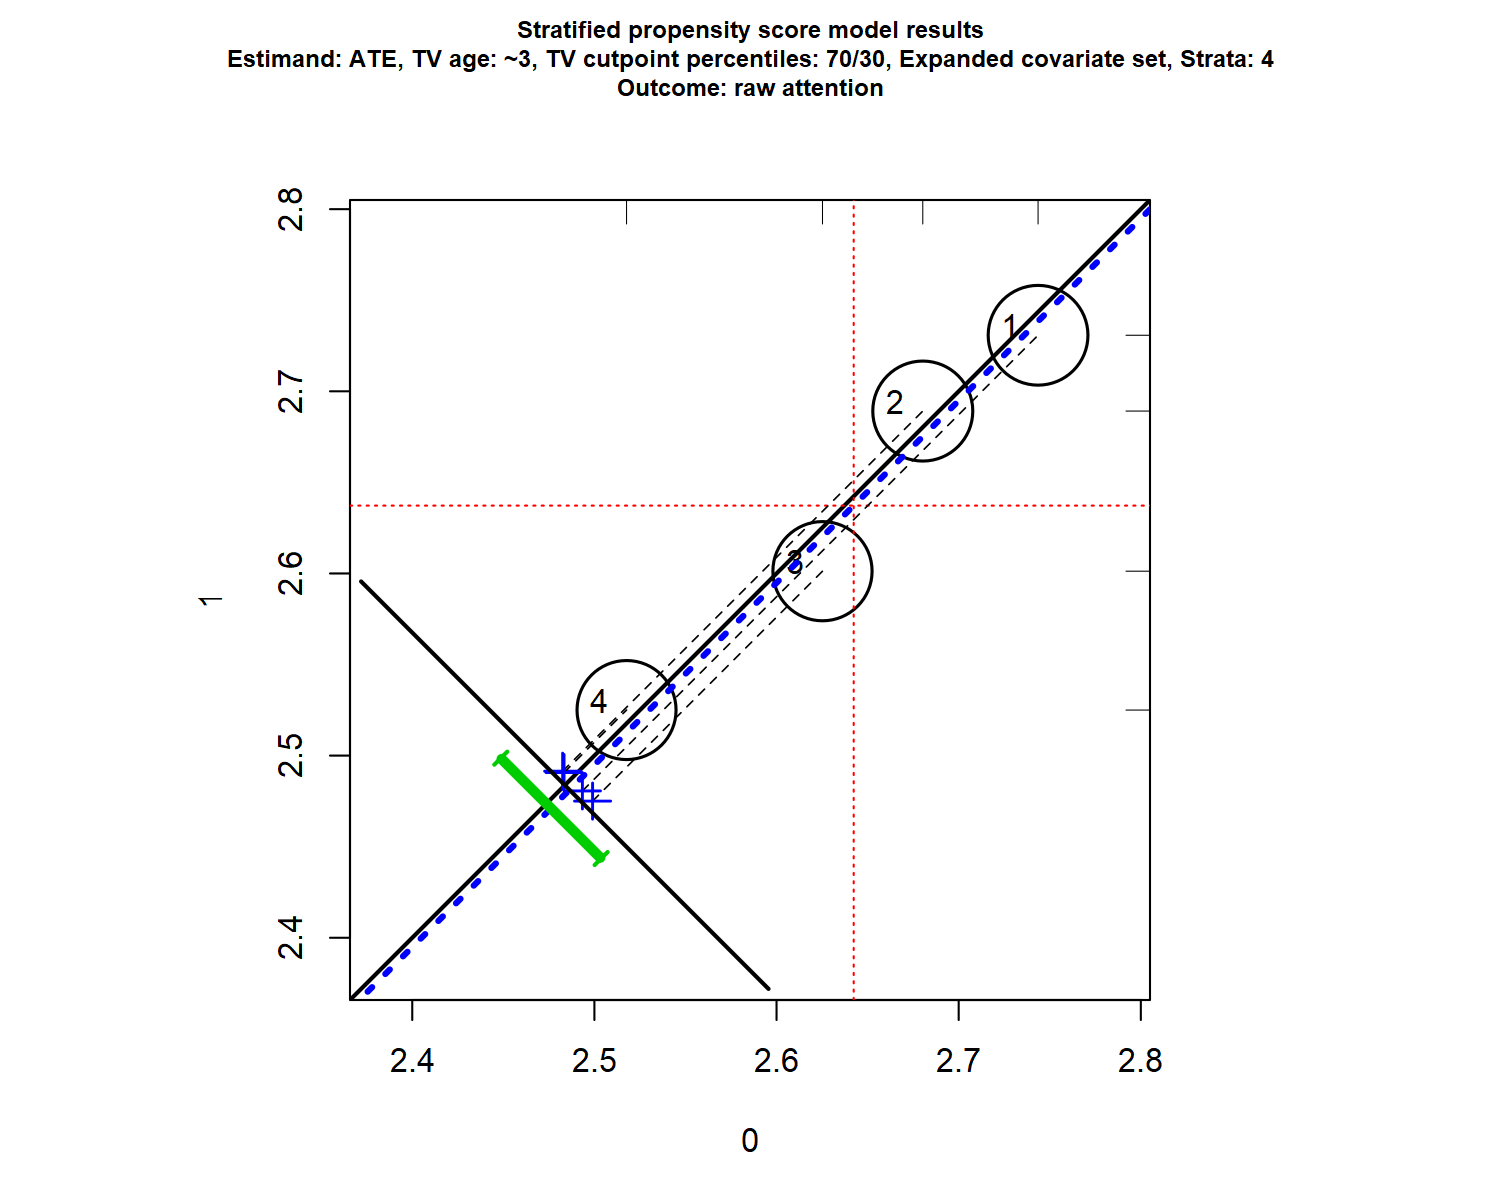 Stratified propensity score model results
Estimand: ATE, TV age: ~3, TV cutpoint percentiles: 70/30, Expanded covariate set, Strata: 4
Outcome: raw attention
2.8
2.7
2.6
2.5
2.4
1
1
2
3
4
2.4 2.5 2.6 2.7 2.8
0